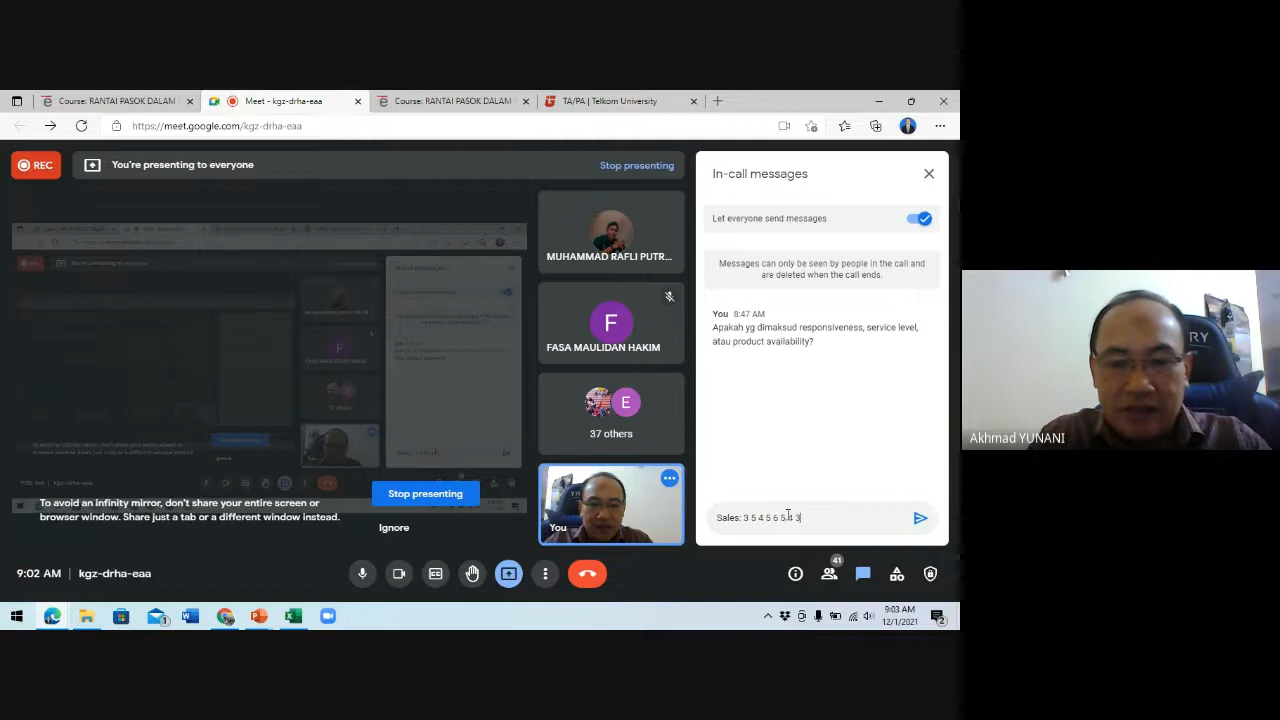 Course: RANTAI PASOK DALAM
Meet - kgz-drha-eaa
Course: RANTAI PASOK DALAM
TA/PA | Telkom University
https://meet.google.com/kgz-drha-eaa
REC
You're presenting to everyone
Stop presenting
MUHAMMAD RAFLI PUTR...
F
FASA MAULIDAN HAKIM
E
37 others
You
To avoid an infinity mirror, don't share your entire screen or
browser window. Share just a tab or a different window instead.
Stop presenting
Ignore
In-call messages
Let everyone send messages
Messages can only be seen by people in the call and
are deleted when the call ends.
You 8:47 AM
Apakah yg dimaksud responsiveness, service level,
atau product availability?
Sales: 3 5 4 5 6 5 4 3
Akhmad YUNANI
9:02 AM | kgz-drha-eaa
41
9:03 AM
12/1/2021